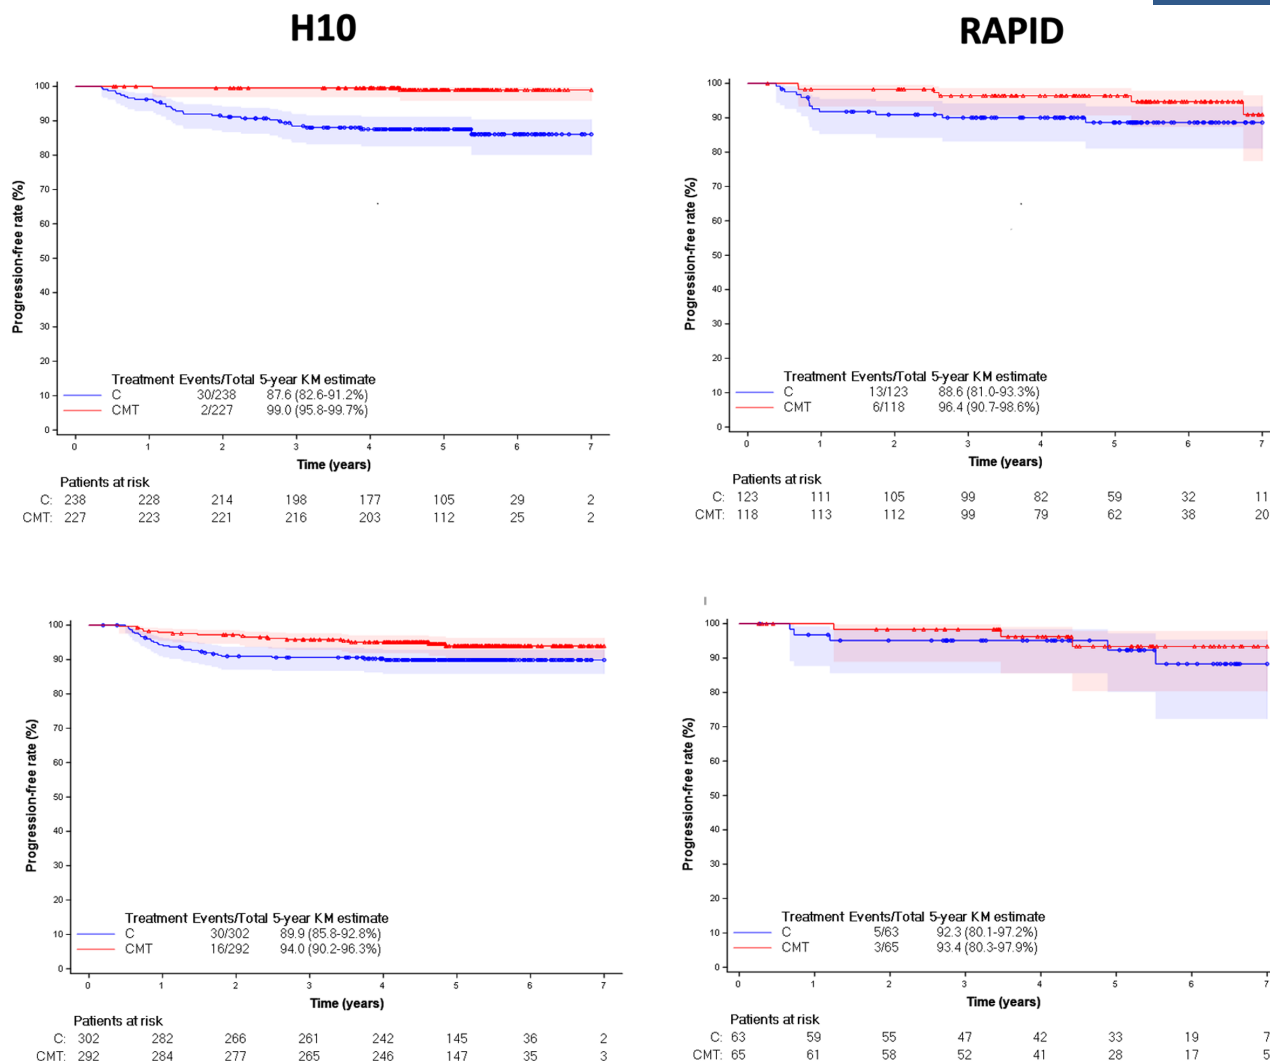 H10
RAPID
100
90
80
70
60
50
40
30
20
10
0
Progression-free rate (%)
Treatment Events/Total 5-year KM estimate
C 30/238 87.6 (82.6-91.2%)
CMT 2/227 99.0 (95.8-99.7%)
0 1 2 3 4 5 6 7
Time (years)
Patients at risk
C: 238 228 214 198 177 105 29 2
CMT: 227 223 221 216 203 112 25 2
100
90
80
70
60
50
40
30
20
10
0
Progression-free rate (%)
Treatment Events/Total 5-year KM estimate
C 13/123 88.6 (81.0-93.3%)
CMT 6/118 96.4 (90.7-98.6%)
0 1 2 3 4 5 6 7
Time (years)
Patients at risk
C: 123 111 105 99 82 59 32 11
CMT: 118 113 112 99 79 62 38 20
100
90
80
70
60
50
40
30
20
10
0
Progression-free rate (%)
Treatment Events/Total 5-year KM estimate
C 30/302 89.9 (85.8-92.8%)
CMT 16/292 94.0 (90.2-96.3%)
0 1 2 3 4 5 6 7
Time (years)
Patients at risk
C: 302 282 266 261 242 145 36 2
CMT: 292 284 277 265 246 147 35 3
100
90
80
70
60
50
40
30
20
10
0
Progression-free rate (%)
Treatment Events/Total 5-year KM estimate
C 5/63 92.3 (80.1-97.2%)
CMT 3/65 93.4 (80.3-97.9%)
0 1 2 3 4 5 6 7
Time (years)
Patients at risk
C: 63 59 55 47 42 33 19 7
CMT: 65 61 58 52 41 28 17 5